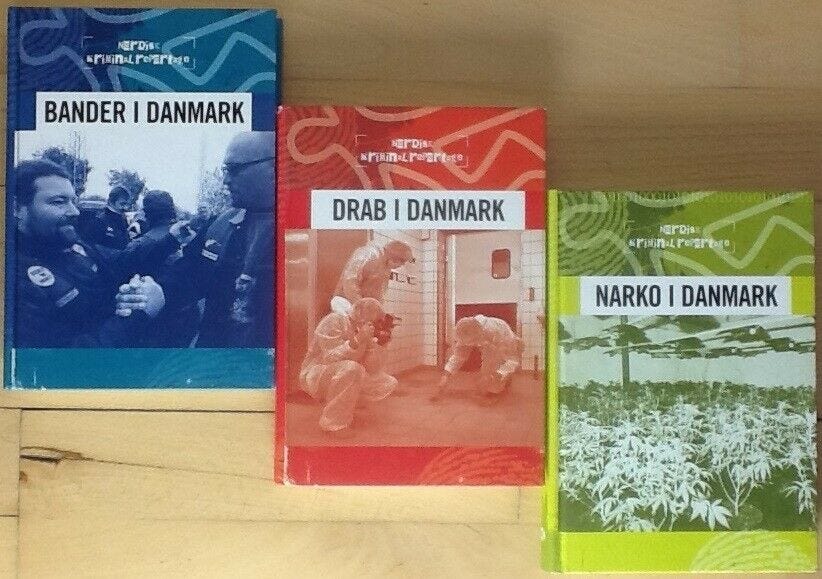 NORDISK
KRIMINALREPORTAGE
BANDER I DANMARK
NORDISK
KRIMINALREPORTAGE
DRAB I DANMARK
NORDISK
KRIMINALREPORTAGE
NARKO I DANMARK